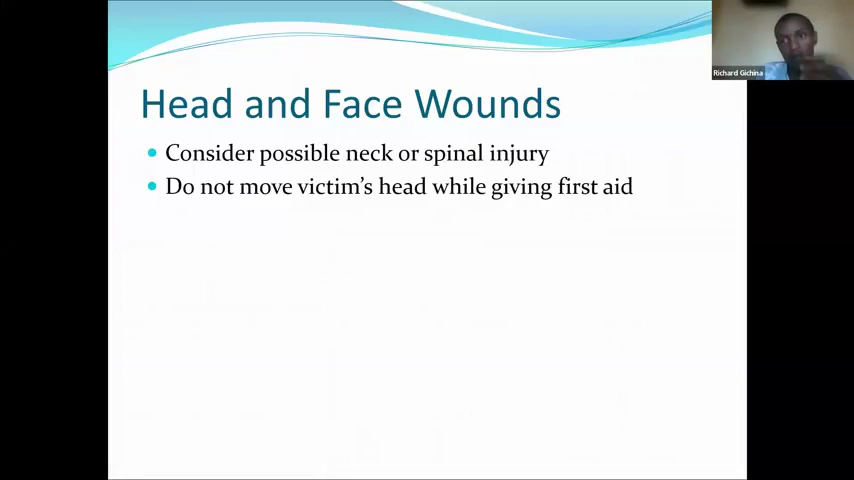 Richard Gichina
Head and Face Wounds
• Consider possible neck or spinal injury
• Do not move victim's head while giving first aid